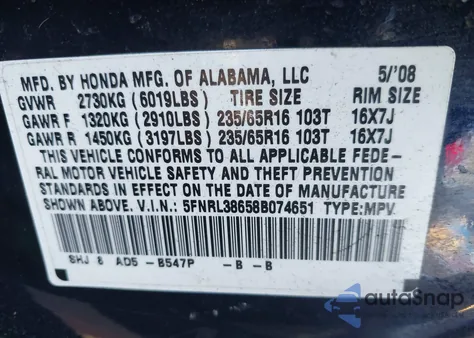 MFD. BY HONDA MFG. OF ALABAMA, LLC 5/'08
GVWR 2730KG (6019LBS) TIRE SIZE RIM SIZE
GAWR F 1320KG (2910LBS) 235/65R16 103T 16X7J
GAWR R 1450KG (3197LBS) 235/65R16 103T 16X7J
THIS VEHICLE CONFORMS TO ALL APPLICABLE FEDE-
RAL MOTOR VEHICLE SAFETY AND THEFT PREVENTION
STANDARDS IN EFFECT ON THE DATE OF MANUFACTURE
SHOWN ABOVE. V.I.N.: 5FNRL38658B074651 TYPE:MPV
SHJ 8 AD5 -B547P -B -B
autoSnap